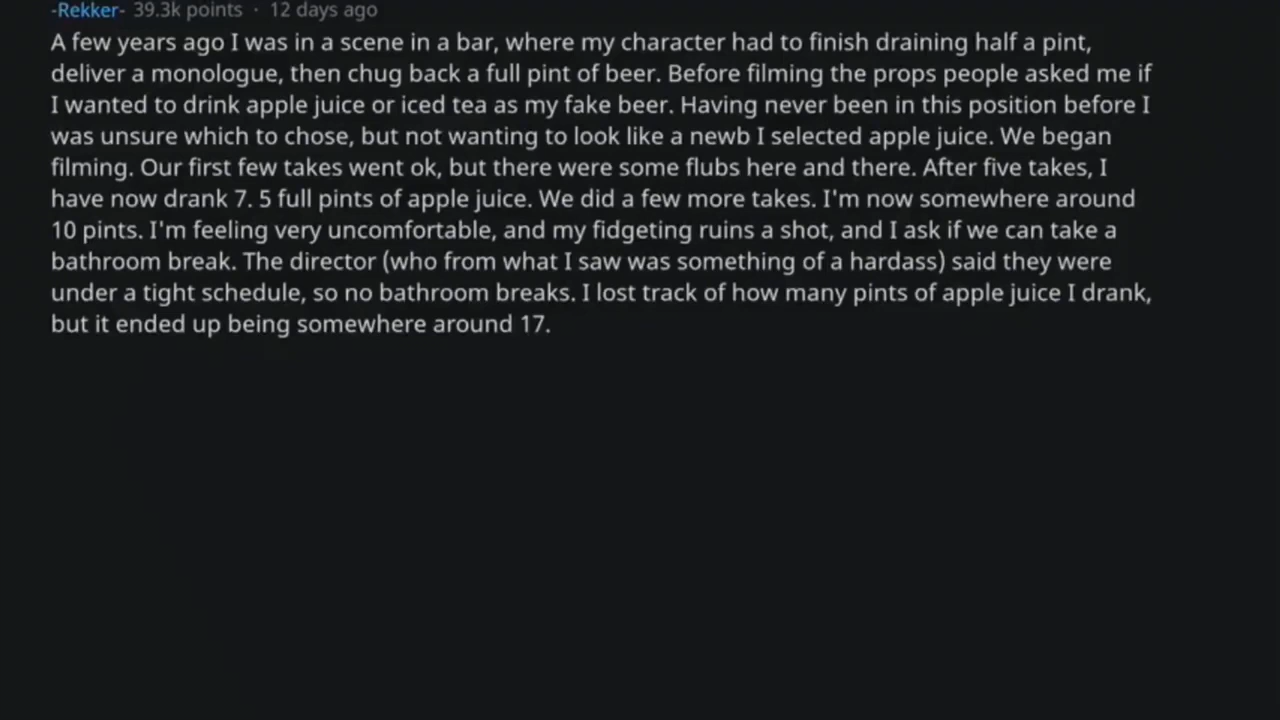 -Rekker- 39.3k points · 12 days ago
A few years ago I was in a scene in a bar, where my character had to finish draining half a pint,
deliver a monologue, then chug back a full pint of beer. Before filming the props people asked me if
I wanted to drink apple juice or iced tea as my fake beer. Having never been in this position before I
was unsure which to chose, but not wanting to look like a newb I selected apple juice. We began
filming. Our first few takes went ok, but there were some flubs here and there. After five takes, I
have now drank 7. 5 full pints of apple juice. We did a few more takes. I'm now somewhere around
10 pints. I'm feeling very uncomfortable, and my fidgeting ruins a shot, and I ask if we can take a
bathroom break. The director (who from what I saw was something of a hardass) said they were
under a tight schedule, so no bathroom breaks. I lost track of how many pints of apple juice I drank,
but it ended up being somewhere around 17.